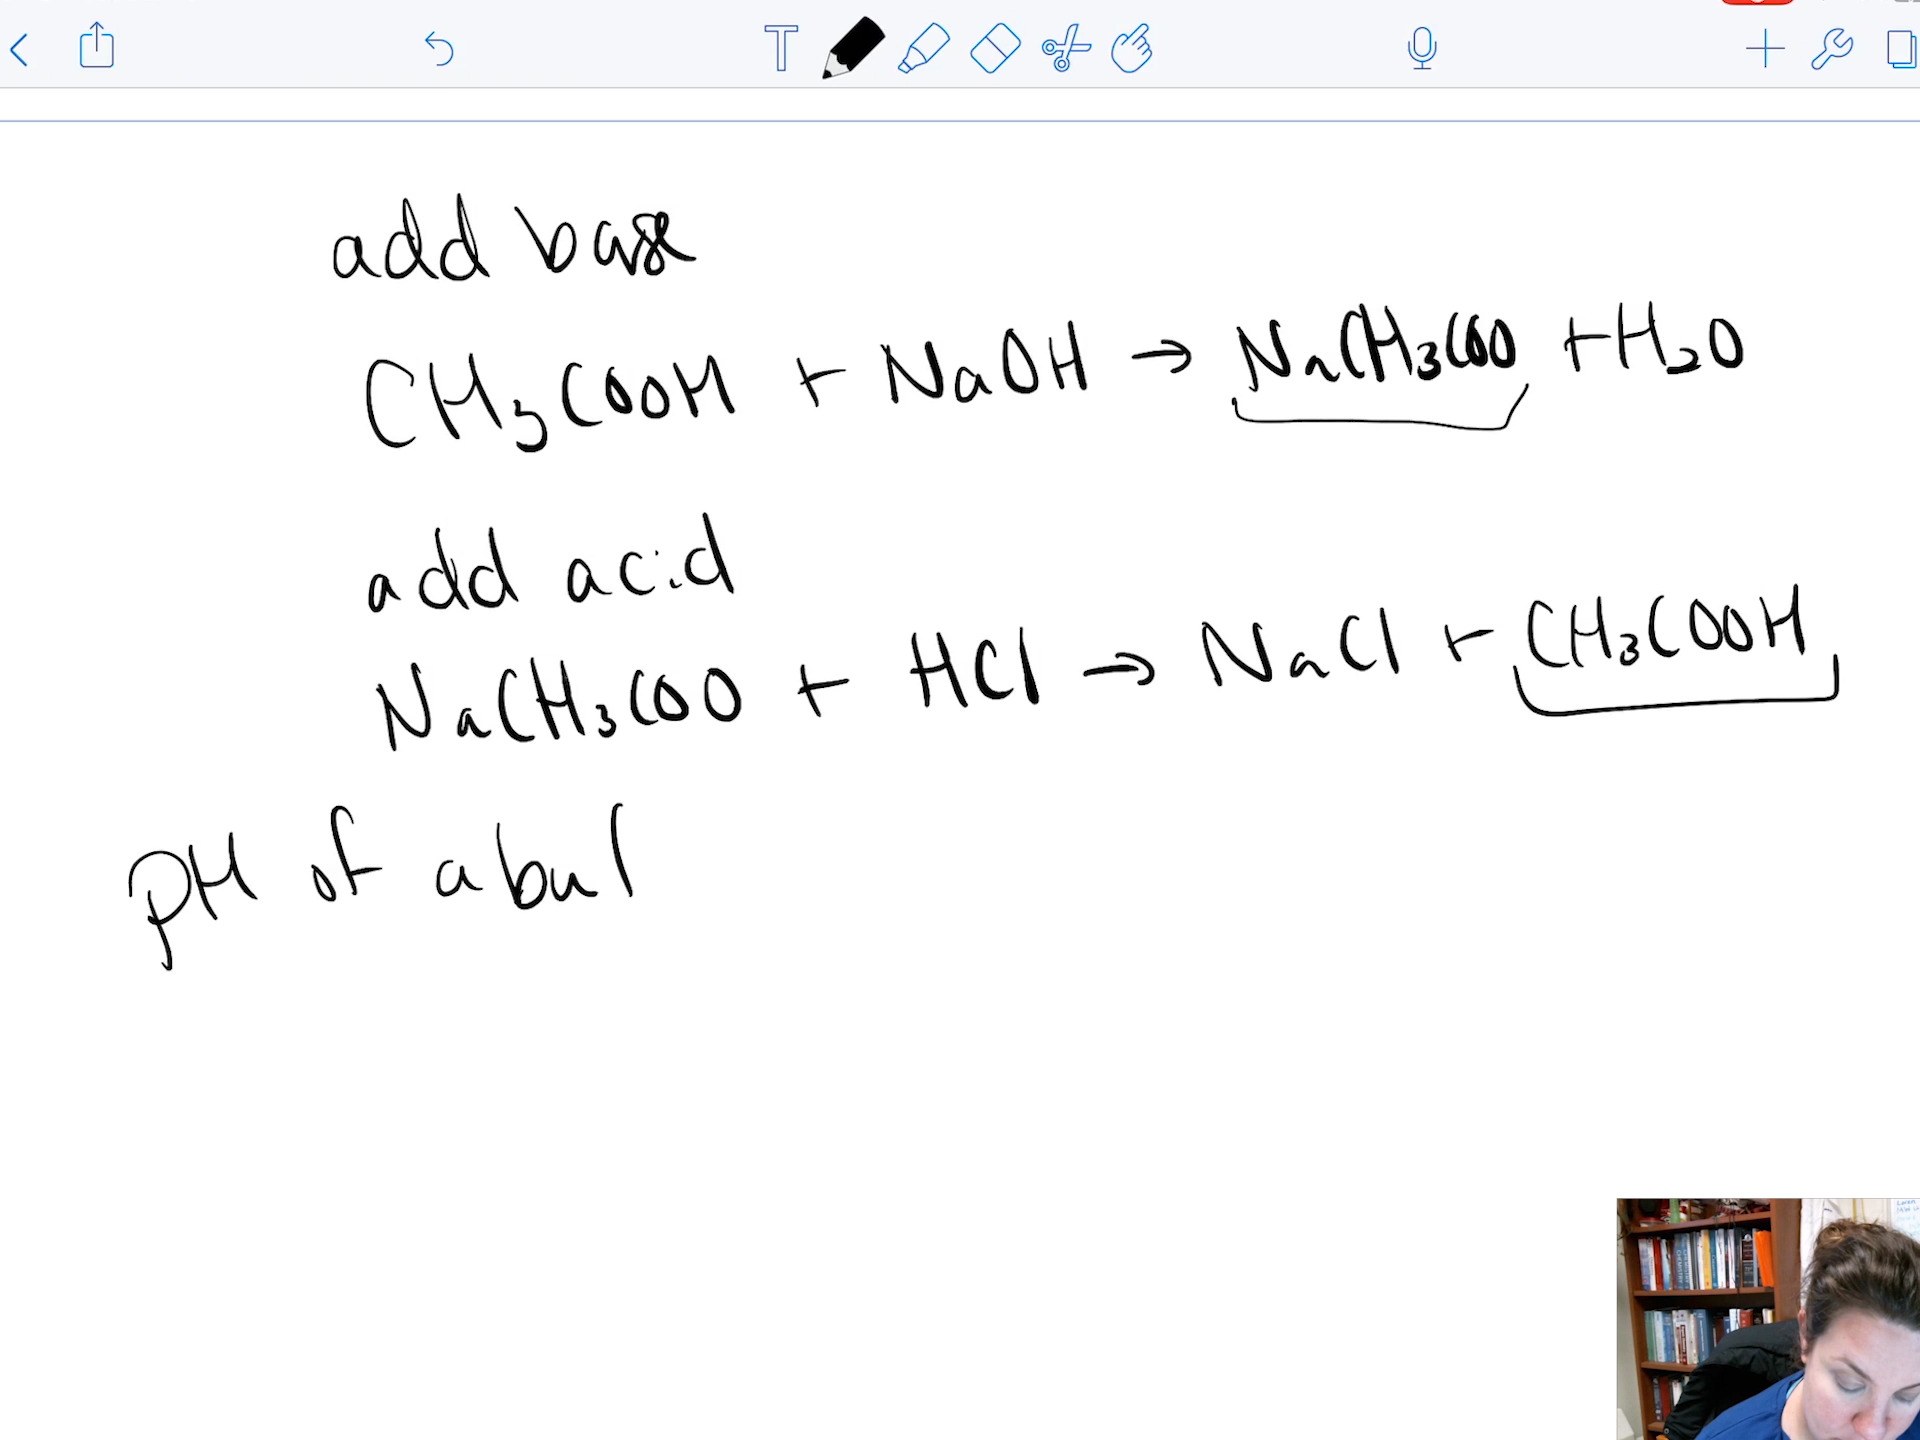 add base
CH₃COOH + NaOH → NaCH₃COO + H₂O
add acid
NaCH₃COO + HCl → NaCl + CH₃COOH
pH of a buf